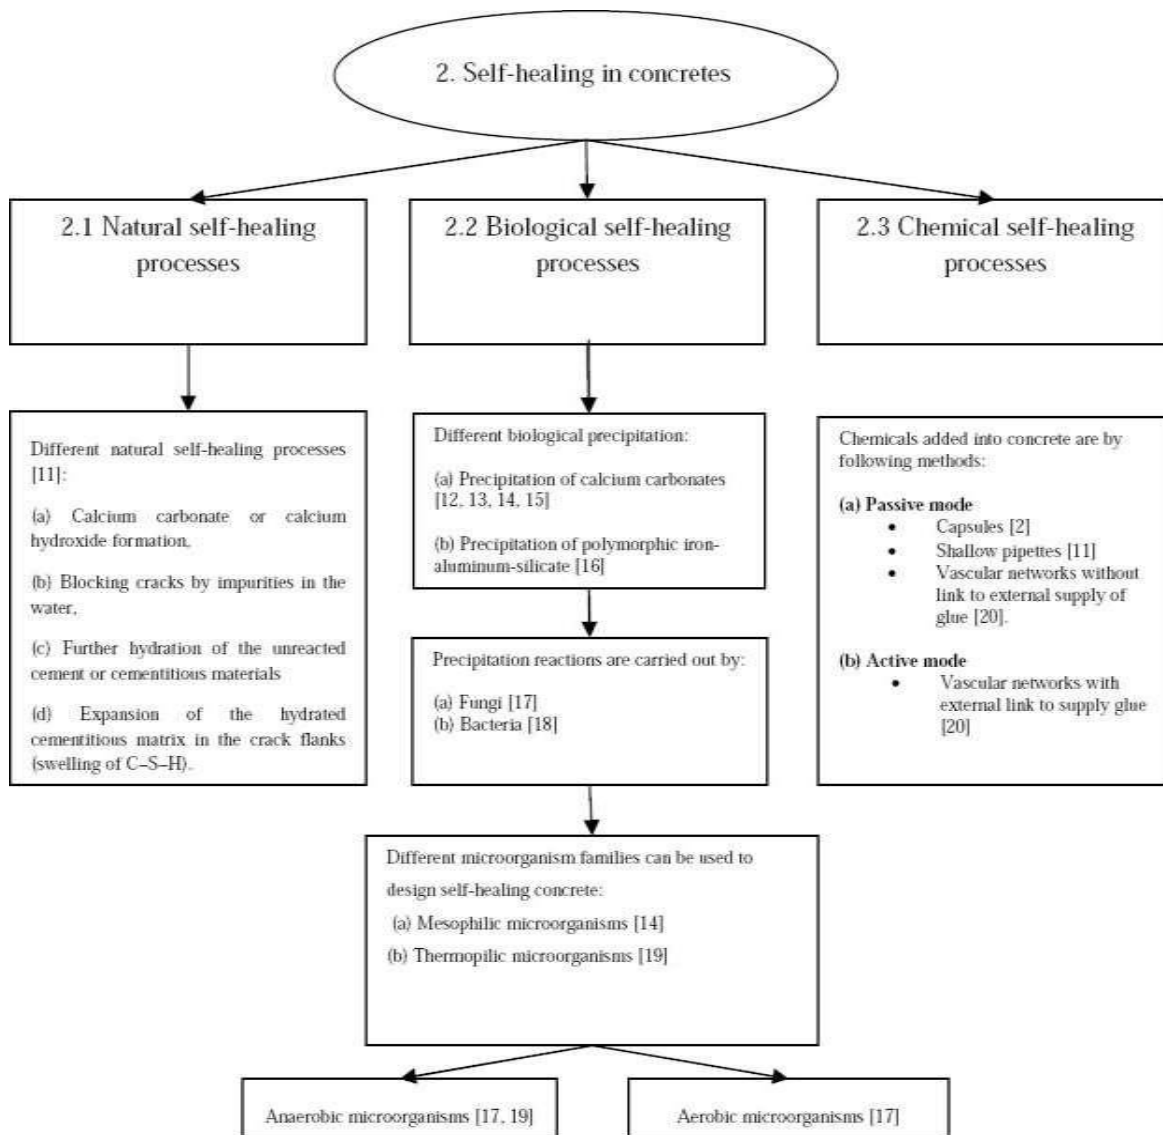 2. Self-healing in concretes
2.1 Natural self-healing
processes
2.2 Biological self-healing
processes
2.3 Chemical self-healing
processes
Different natural self-healing processes
[11]:
(a) Calcium carbonate or calcium
hydroxide formation,
(b) Blocking cracks by impurities in the
water,
(c) Further hydration of the unreacted
cement or cementitious materials
(d) Expansion of the hydrated
cementitious matrix in the crack flanks
(swelling of C–S–H).
Different biological precipitation:
(a) Precipitation of calcium carbonates
[12, 13, 14, 15]
(b) Precipitation of polymorphic iron-
aluminum-silicate [16]
Precipitation reactions are carried out by:
(a) Fungi [17]
(b) Bacteria [18]
Chemicals added into concrete are by
following methods:
(a) Passive mode
• Capsules [2]
• Shallow pipettes [11]
• Vascular networks without
link to external supply of
glue [20].
(b) Active mode
• Vascular networks with
external link to supply glue
[20]
Different microorganism families can be used to
design self-healing concrete:
(a) Mesophilic microorganisms [14]
(b) Thermopilic microorganisms [19]
Anaerobic microorganisms [17, 19]
Aerobic microorganisms [17]